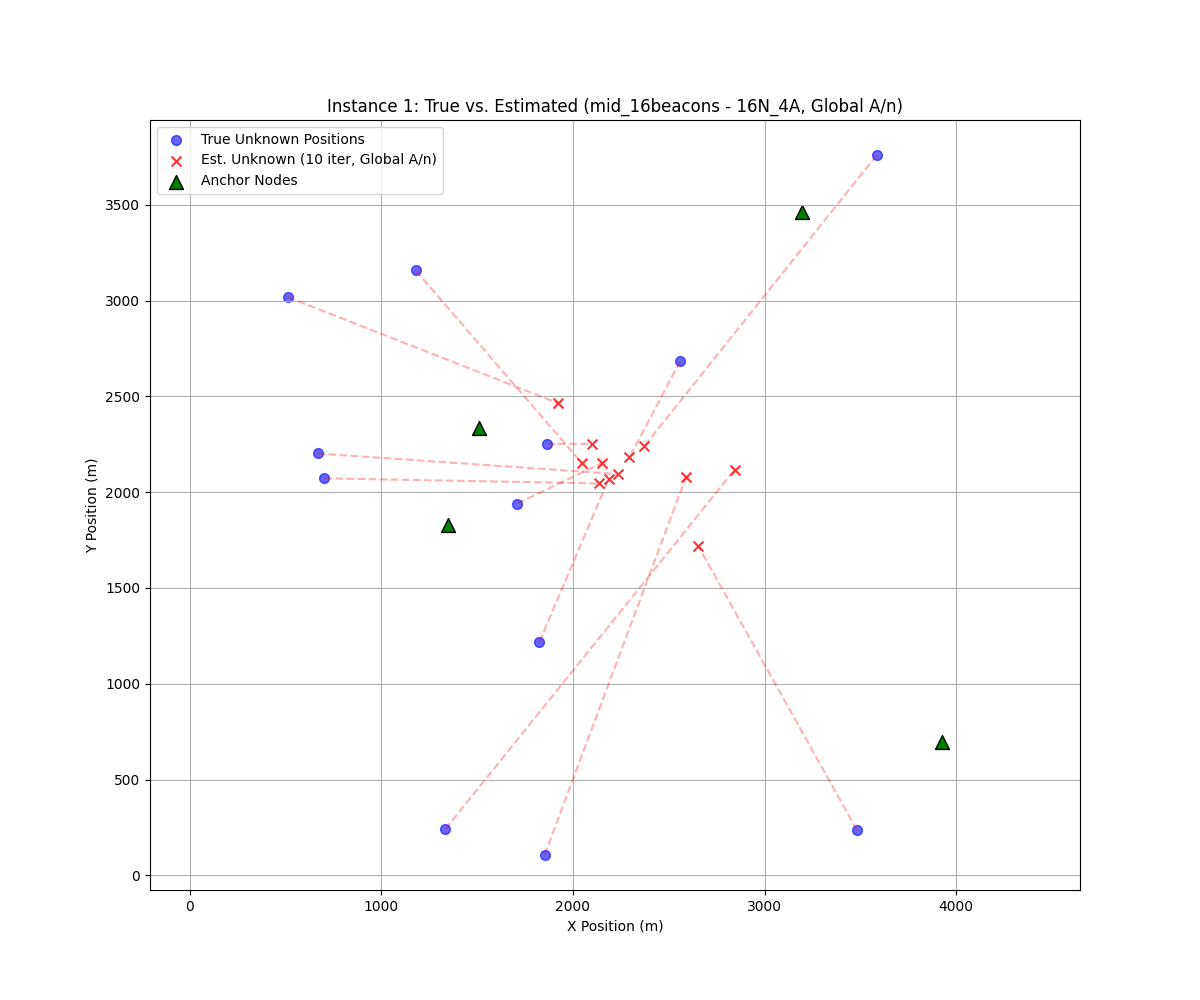 Instance 1: True vs. Estimated (mid_16beacons - 16N_4A, Global A/n)
True Unknown Positions
Est. Unknown (10 iter, Global A/n)
Anchor Nodes
3500
3000
2500
2000
1500
1000
500
0
Y Position (m)
0 1000 2000 3000 4000
X Position (m)